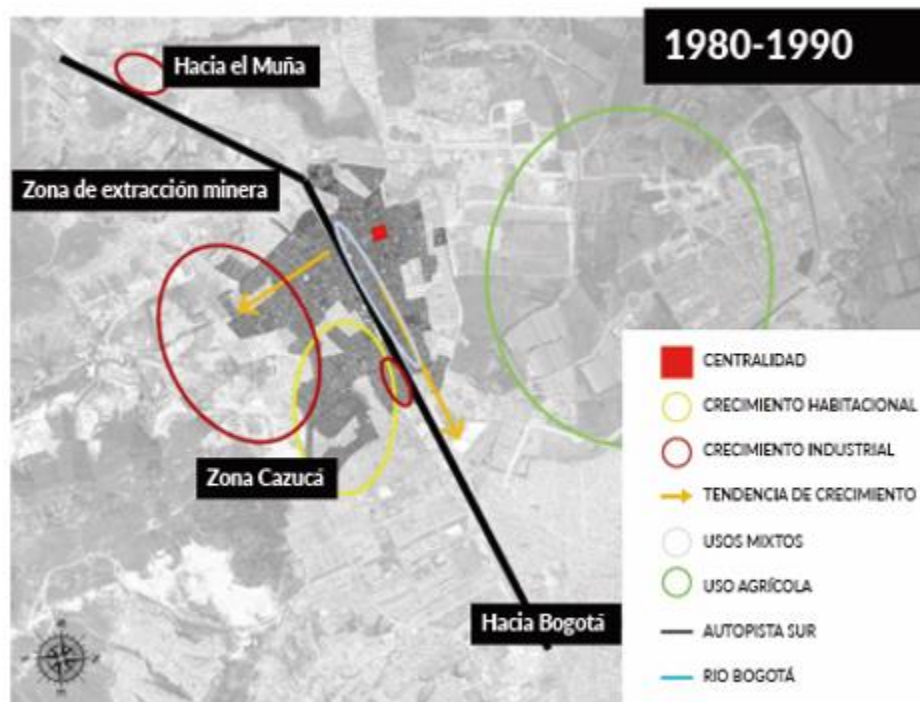 1980-1990
Hacia el Muña
Zona de extracción minera
Zona Cazucá
Hacia Bogotá
CENTRALIDAD
CRECIMIENTO HABITACIONAL
CRECIMIENTO INDUSTRIAL
TENDENCIA DE CRECIMIENTO
USOS MIXTOS
USO AGRÍCOLA
AUTOPISTA SUR
RIO BOGOTÁ